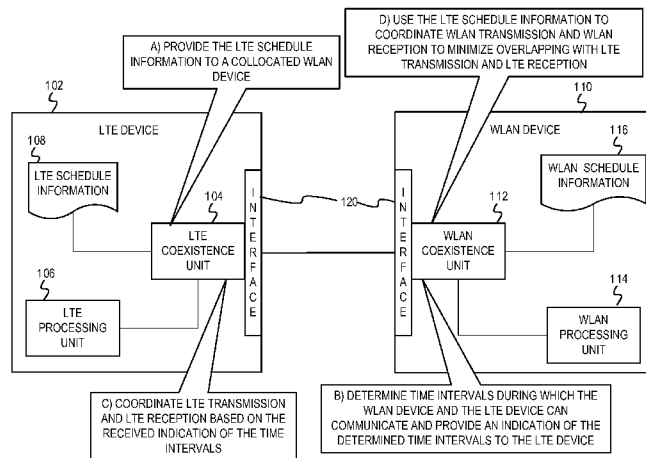 A) PROVIDE THE LTE SCHEDULE
INFORMATION TO A COLLOCATED WLAN
DEVICE
D) USE THE LTE SCHEDULE INFORMATION TO
COORDINATE WLAN TRANSMISSION AND WLAN
RECEPTION TO MINIMIZE OVERLAPPING WITH LTE
TRANSMISSION AND LTE RECEPTION
102
LTE DEVICE
108
LTE SCHEDULE
INFORMATION
104
LTE
COEXISTENCE
UNIT
106
LTE
PROCESSING
UNIT
INTERFACE
120
110
WLAN DEVICE
116
WLAN SCHEDULE
INFORMATION
INTERFACE
112
WLAN
COEXISTENCE
UNIT
114
WLAN
PROCESSING
UNIT
C) COORDINATE LTE TRANSMISSION
AND LTE RECEPTION BASED ON THE
RECEIVED INDICATION OF THE TIME
INTERVALS
B) DETERMINE TIME INTERVALS DURING WHICH THE
WLAN DEVICE AND THE LTE DEVICE CAN
COMMUNICATE AND PROVIDE AN INDICATION OF THE
DETERMINED TIME INTERVALS TO THE LTE DEVICE